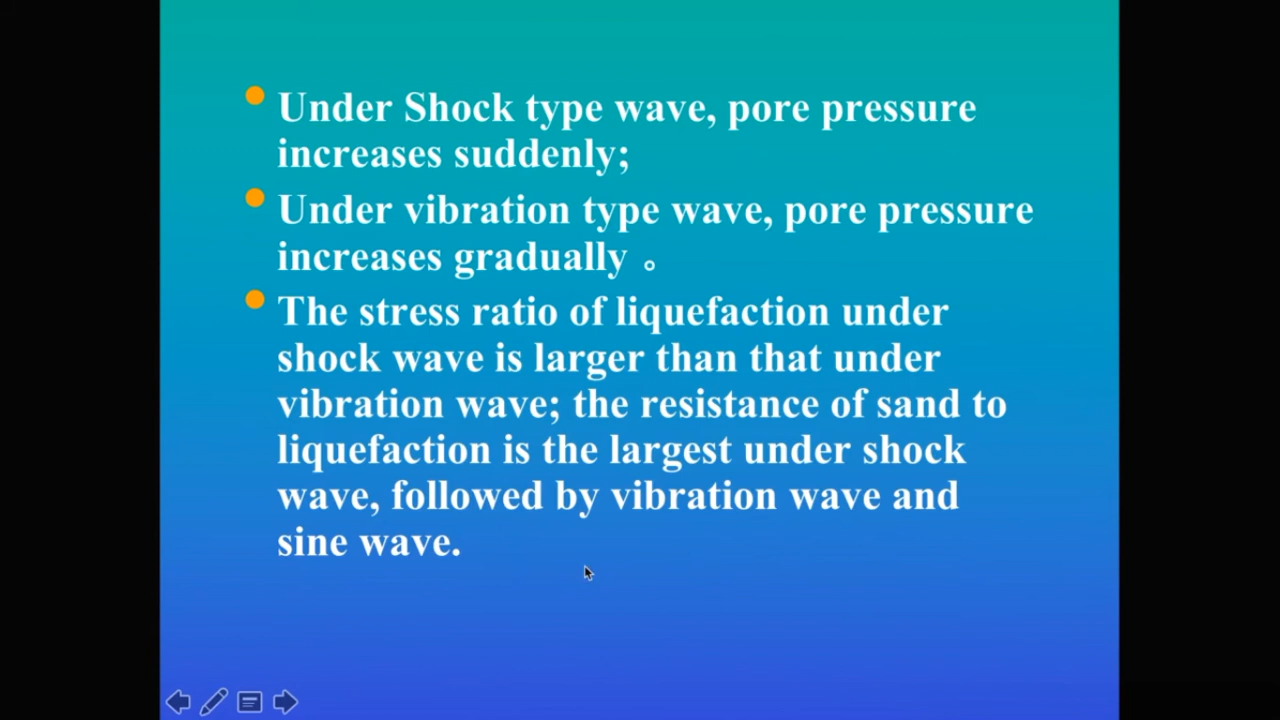 Under Shock type wave, pore pressure
increases suddenly;
Under vibration type wave, pore pressure
increases gradually 。
The stress ratio of liquefaction under
shock wave is larger than that under
vibration wave; the resistance of sand to
liquefaction is the largest under shock
wave, followed by vibration wave and
sine wave.